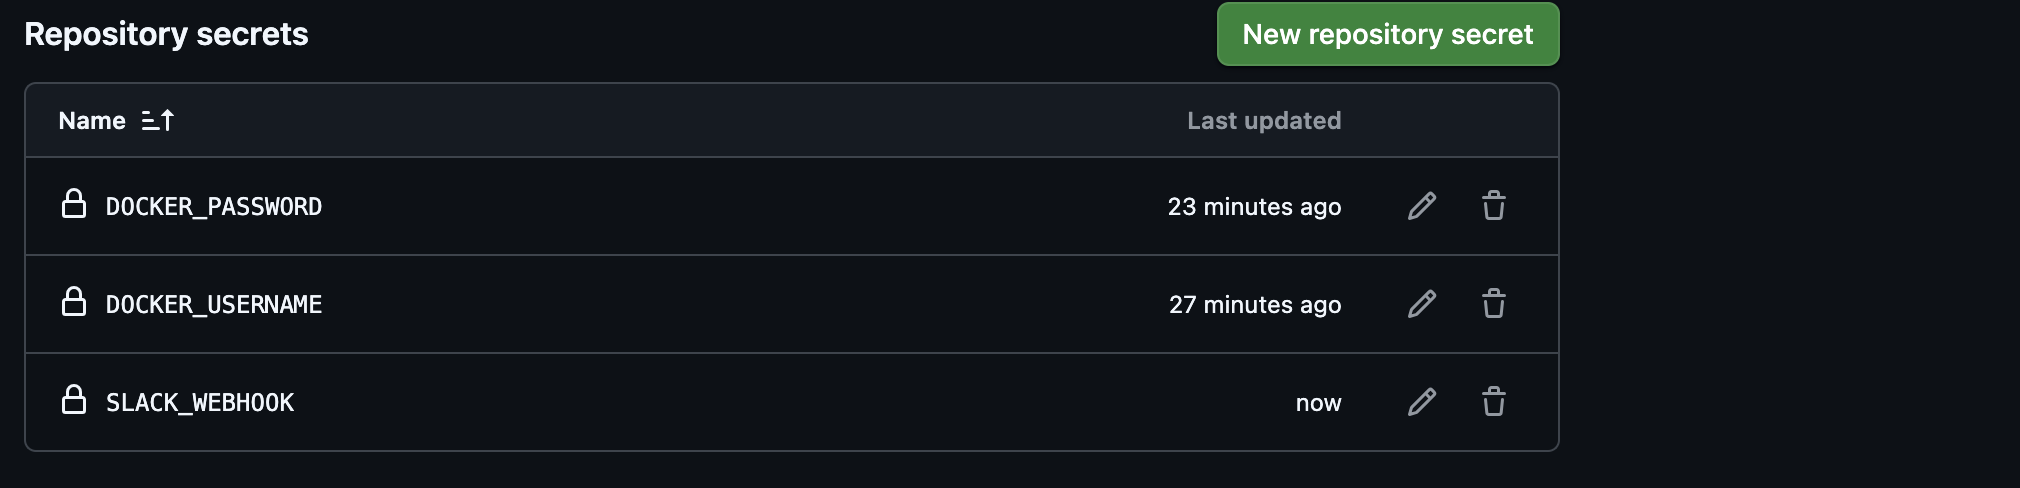 Repository secrets
New repository secret
Name
Last updated
DOCKER_PASSWORD
23 minutes ago
DOCKER_USERNAME
27 minutes ago
SLACK_WEBHOOK
now